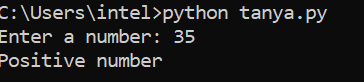 C:\Users\intel>python tanya.py
Enter a number: 35
Positive number